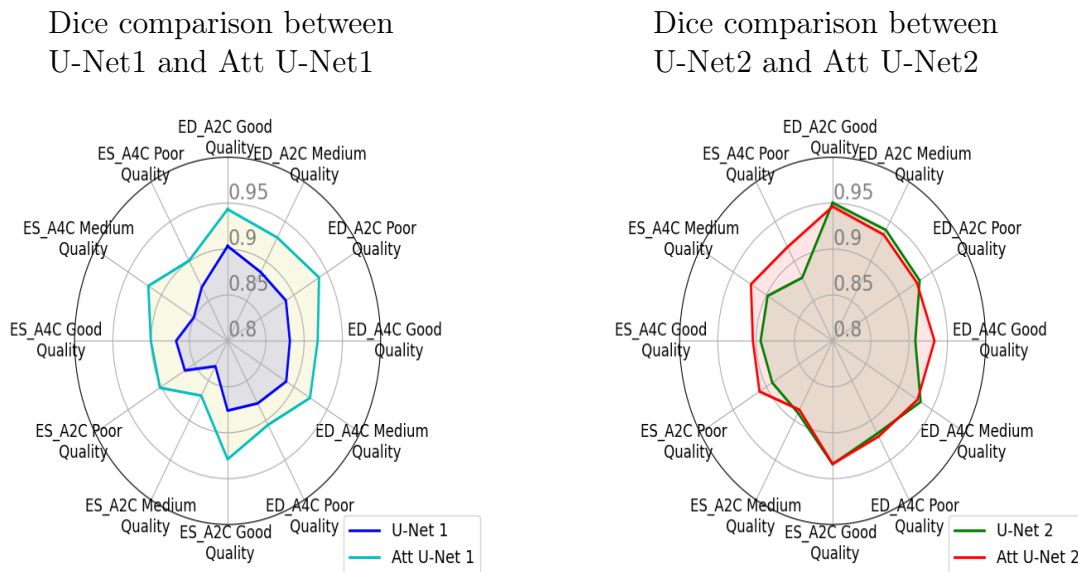 Dice comparison between
U-Net1 and Att U-Net1
ED_A2C Good
Quality
ED_A2C Medium
Quality
ES_A4C Poor
Quality
0.95
ES_A4C Medium
Quality
0.9
ED_A2C Poor
Quality
0.85
ES_A4C Good
Quality
0.8
ED_A4C Good
Quality
ES_A2C Poor
Quality
ED_A4C Medium
Quality
ES_A2C Medium
Quality
ES_A2C Good
Quality
ED_A4C Poor
Quality
U-Net 1
Att U-Net 1
Dice comparison between
U-Net2 and Att U-Net2
ED_A2C Good
Quality
ED_A2C Medium
Quality
ES_A4C Poor
Quality
0.95
ES_A4C Medium
Quality
0.9
ED_A2C Poor
Quality
0.85
ES_A4C Good
Quality
0.8
ED_A4C Good
Quality
ES_A2C Poor
Quality
ED_A4C Medium
Quality
ES_A2C Medium
Quality
ES_A2C Good
Quality
ED_A4C Poor
Quality
U-Net 2
Att U-Net 2